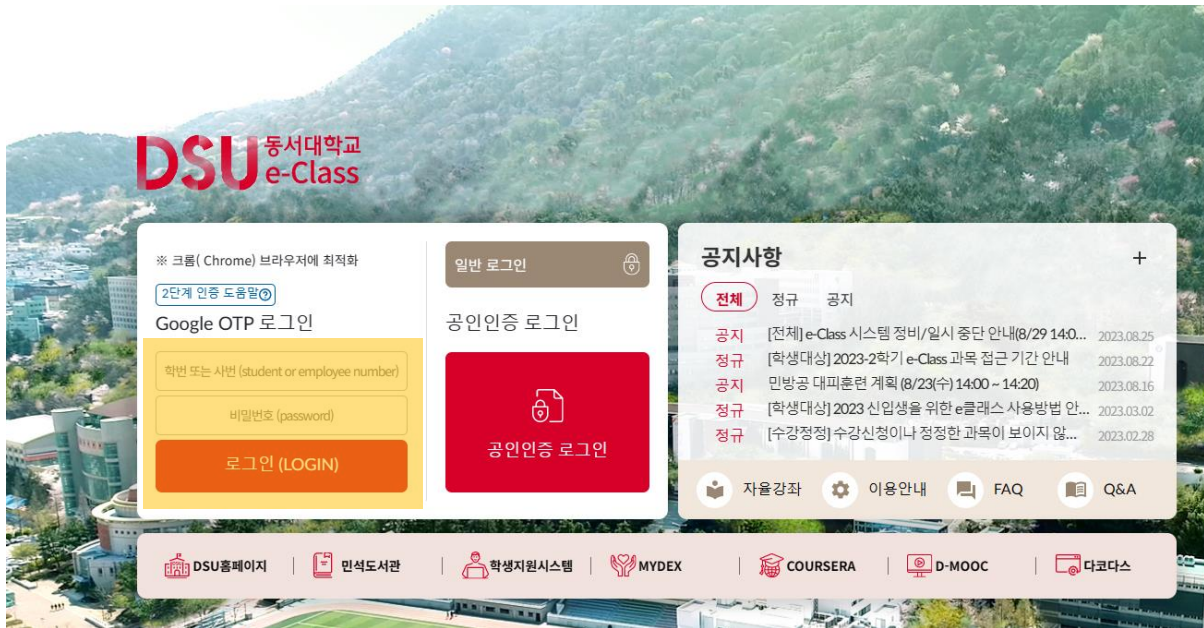 DSU 동서대학교
e-Class
※ 크롬( Chrome) 브라우저에 최적화
2단계 인증 도움말?
Google OTP 로그인
학번 또는 사번 (student or employee number)
비밀번호 (password)
로그인 (LOGIN)
일반 로그인
공인인증 로그인
공인인증 로그인
공지사항
전체 정규 공지
공지 [전체] e-Class 시스템 정비/일시 중단 안내(8/29 14:0... 2023.08.25
정규 [학생대상] 2023-2학기 e-Class 과목 접근 기간 안내 2023.08.22
공지 민방공 대피훈련 계획 (8/23(수) 14:00 ~ 14:20) 2023.08.16
정규 [학생대상] 2023 신입생을 위한 e클래스 사용방법 안... 2023.03.02
정규 [수강정정] 수강신청이나 정정한 과목이 보이지 않... 2023.02.28
자율강좌 이용안내 FAQ Q&A
DSU홈페이지 민석도서관 학생지원시스템 MYDEX COURSERA D-MOOC 다코다스